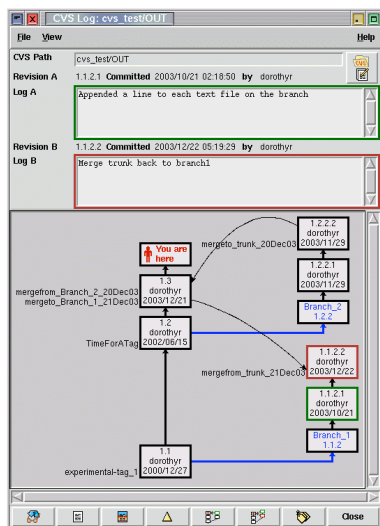 CVS Log: cvs_test/OUT
File View Help
CVS Path cvs_test/OUT
Revision A 1.1.2.1 Committed 2003/10/21 02:18:50 by dorothyr
Log A Appended a line to each text file on the branch
Revision B 1.1.2.2 Committed 2003/12/22 05:19:29 by dorothyr
Log B Merge trunk back to branch1
1.2.2.2
dorothyr
2003/11/29
mergeto_trunk_20Dec03
You are
here
1.2.2.1
dorothyr
2003/11/29
1.3
dorothyr
2003/12/21
mergefrom_Branch_2_20Dec03
mergeto_Branch_1_21Dec03
Branch_2
1.2.2
1.2
dorothyr
2002/06/15
TimeForATag
1.1.2.2
dorothyr
2003/12/22
mergefrom_trunk_21Dec03
1.1.2.1
dorothyr
2003/10/21
Branch_1
1.1.2
1.1
dorothyr
2000/12/27
experimental-tag_1
Close